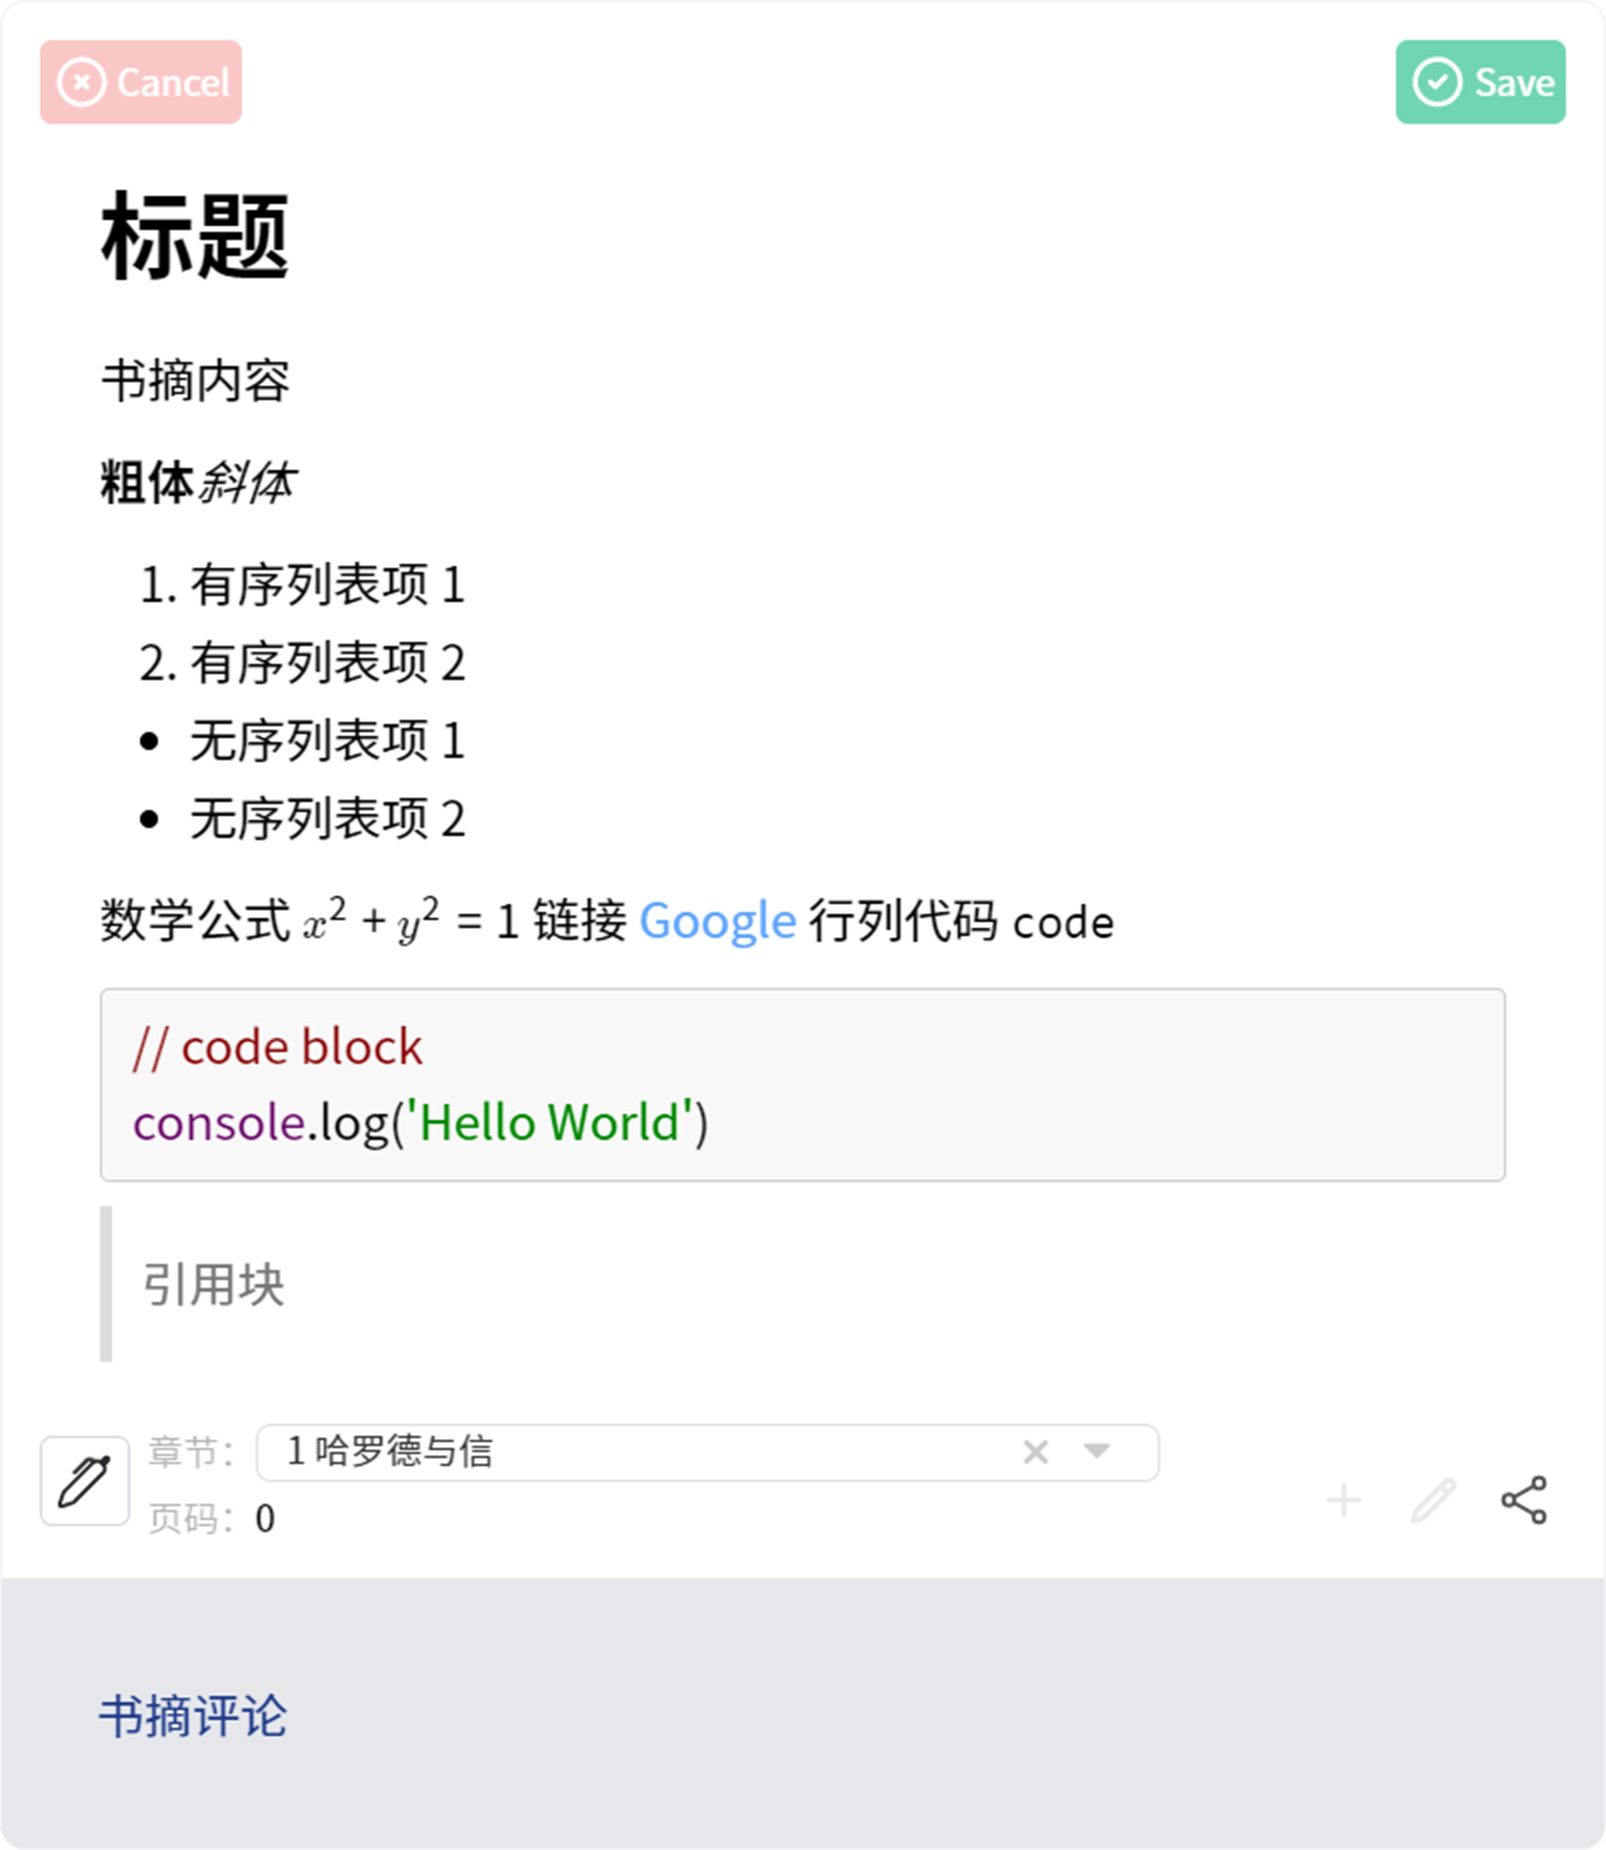 Cancel
Save
标题
书摘内容
粗体斜体
1. 有序列表项 1
2. 有序列表项 2
• 无序列表项 1
• 无序列表项 2
数学公式 x² + y² = 1 链接 Google 行列代码 code
// code block
console.log('Hello World')
引用块
章节： 1 哈罗德与信
页码： 0
书摘评论